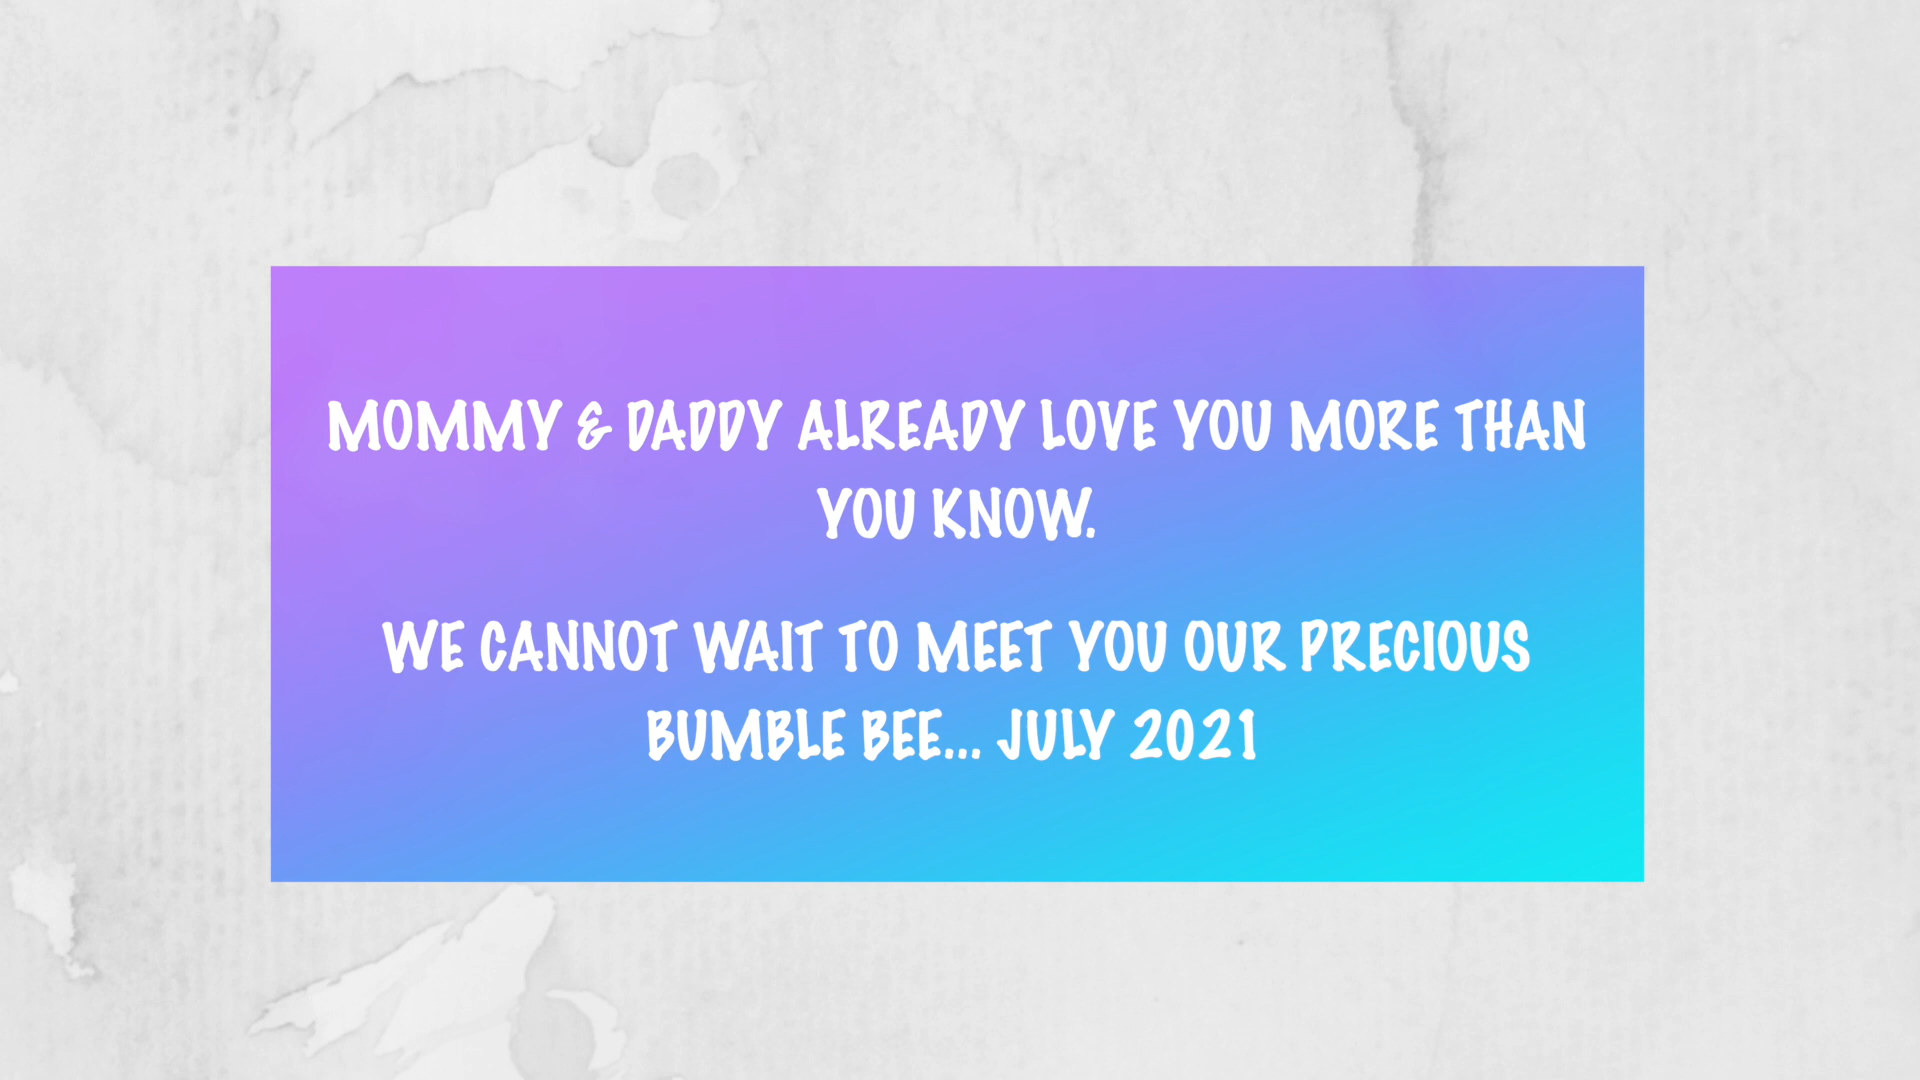 MOMMY & DADDY ALREADY LOVE YOU MORE THAN
YOU KNOW.
WE CANNOT WAIT TO MEET YOU OUR PRECIOUS
BUMBLE BEE... JULY 2021